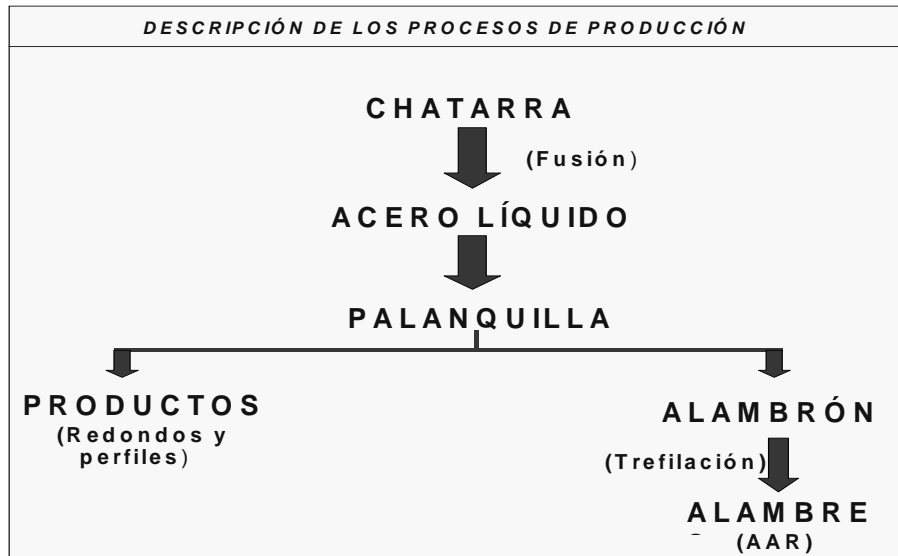 DESCRIPCIÓN DE LOS PROCESOS DE PRODUCCIÓN
CHATARRA
(Fusión)
ACERO LÍQUIDO
PALANQUILLA
PRODUCTOS
(Redondos y
perfiles)
ALAMBRÓN
(Trefilación)
ALAMBRE
(AAR)